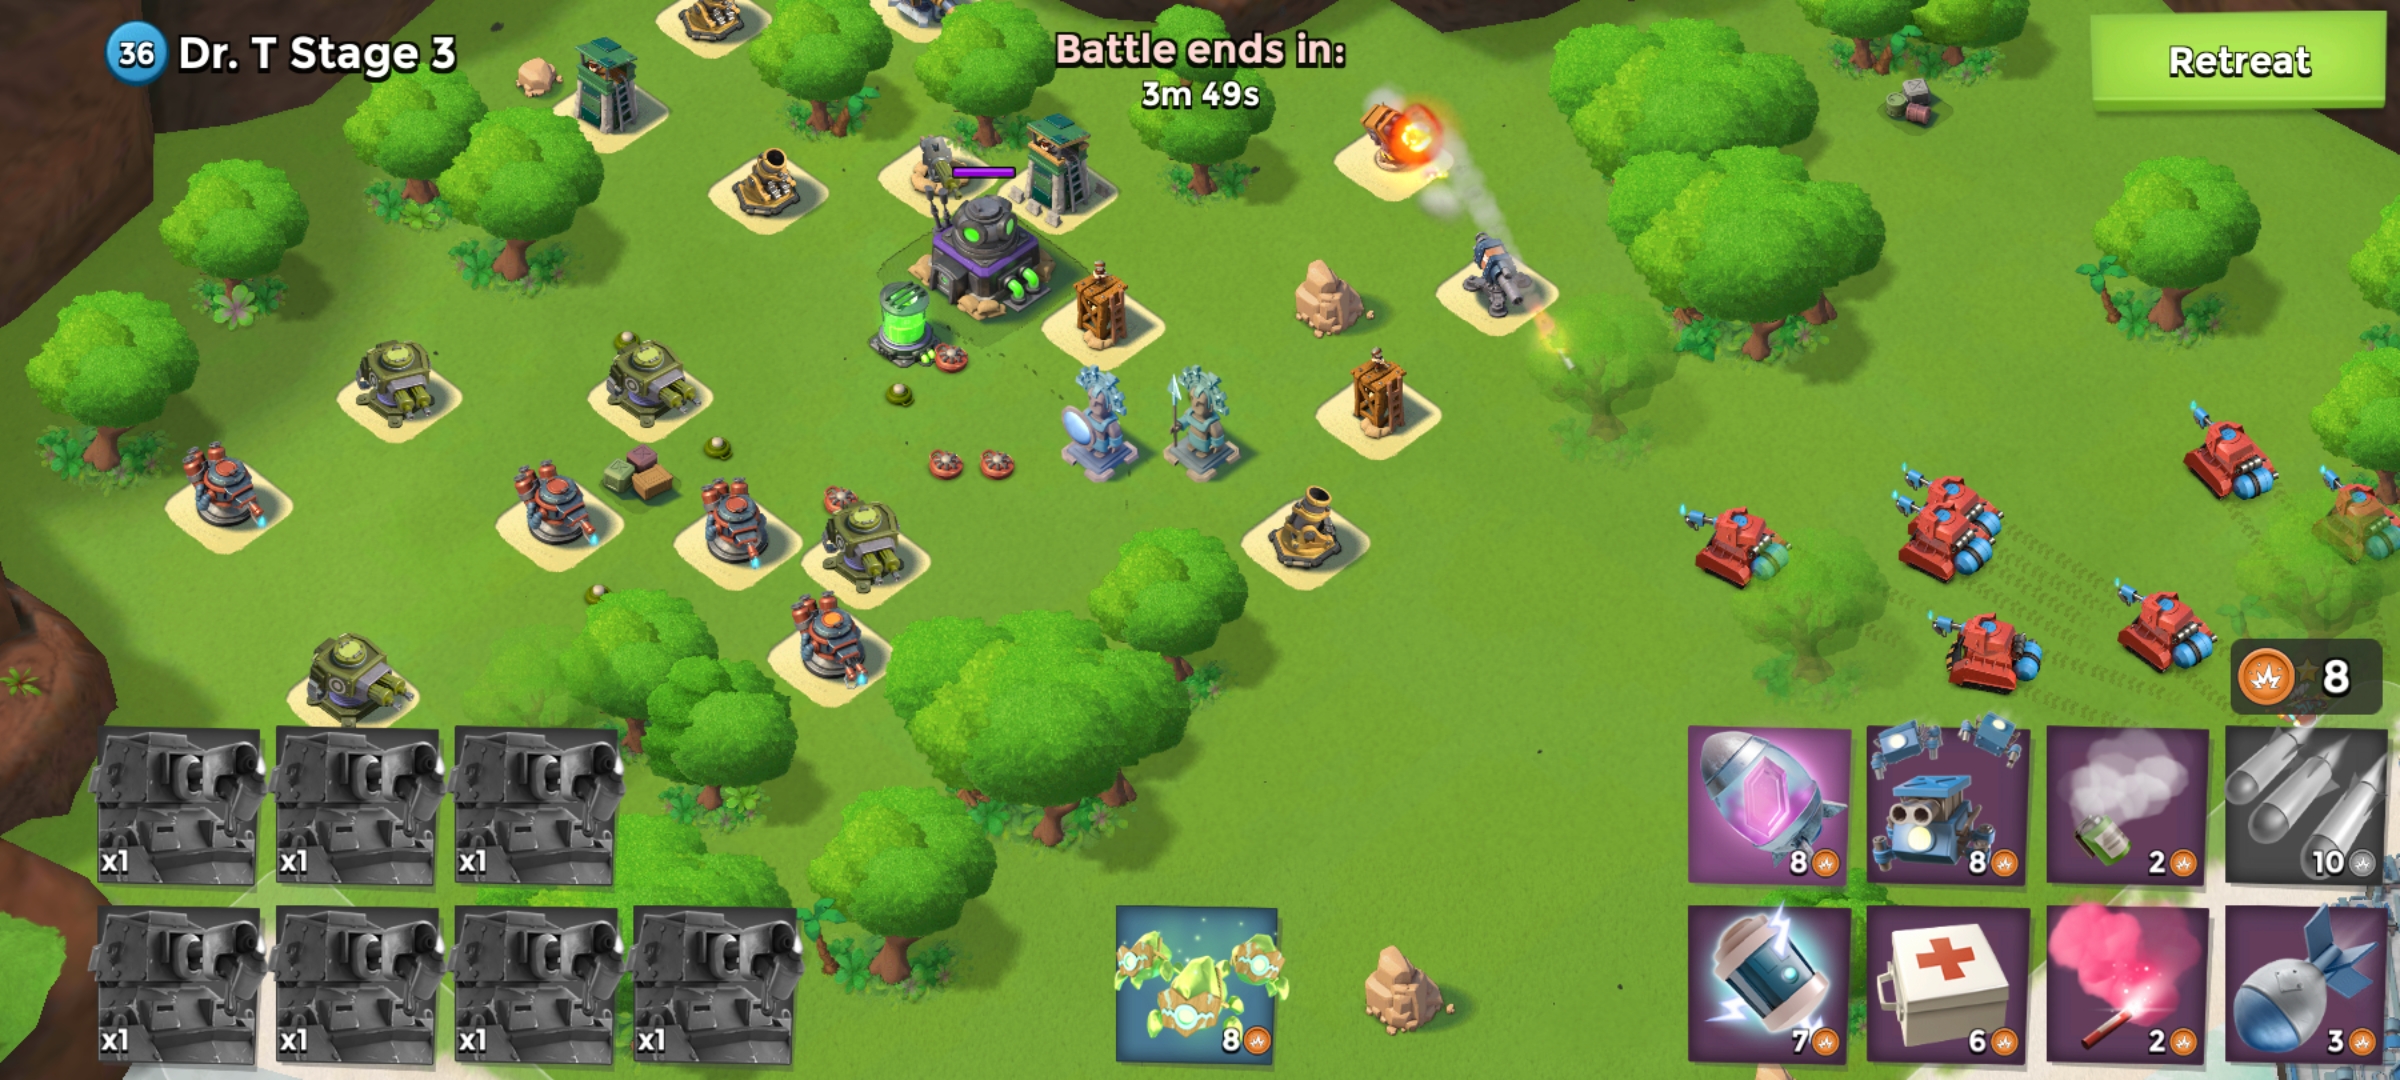 36 Dr. T Stage 3
Battle ends in:
3m 49s
Retreat
8
x1 x1 x1
8 8 2 10
x1 x1 x1 x1
8
7 6 2 3